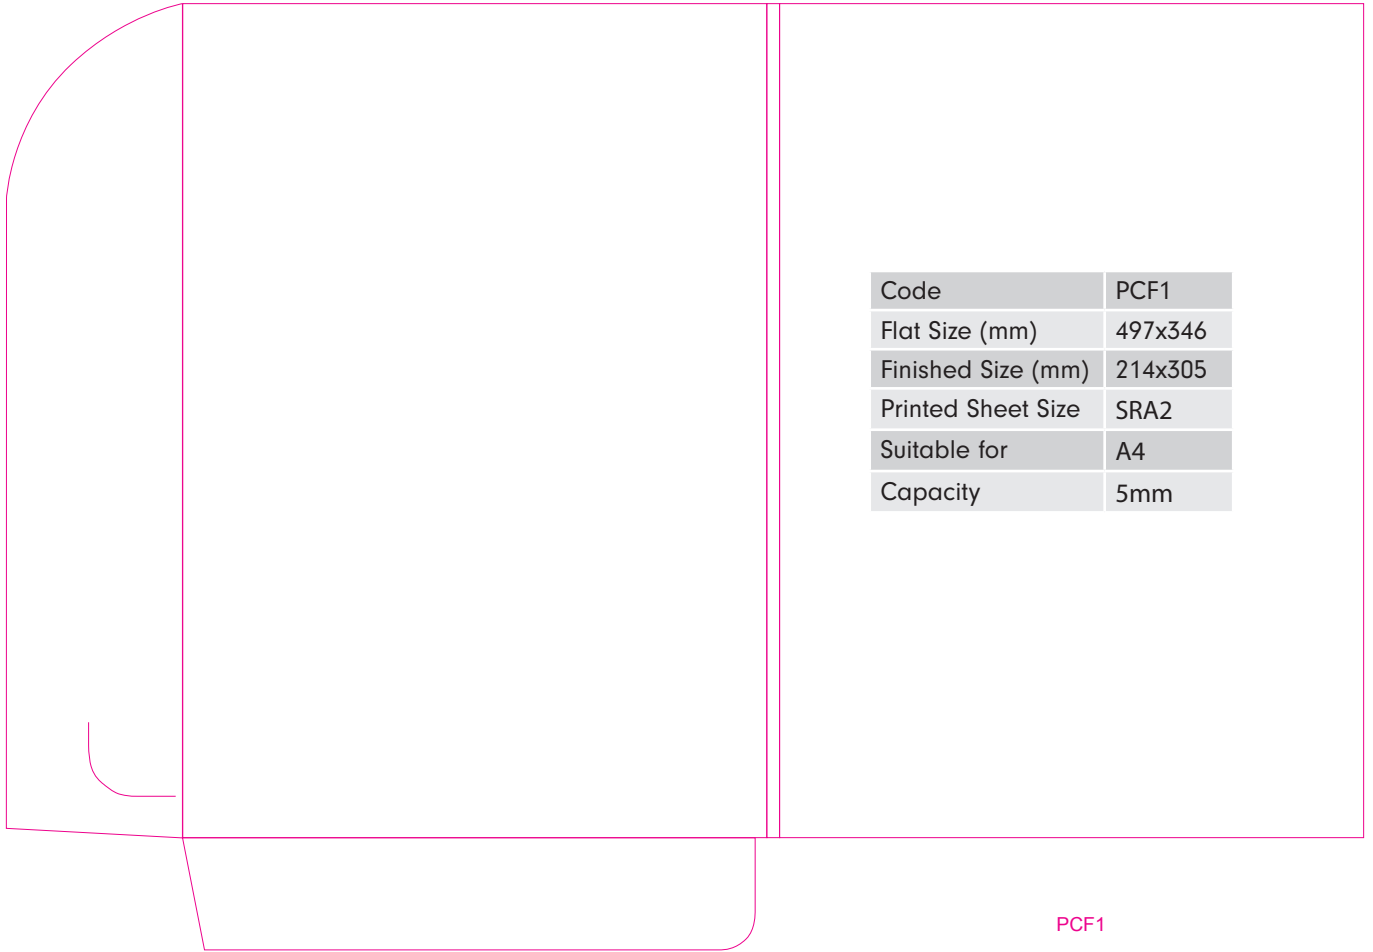 Code PCF1
Flat Size (mm) 497x346
Finished Size (mm) 214x305
Printed Sheet Size SRA2
Suitable for A4
Capacity 5mm
PCF1